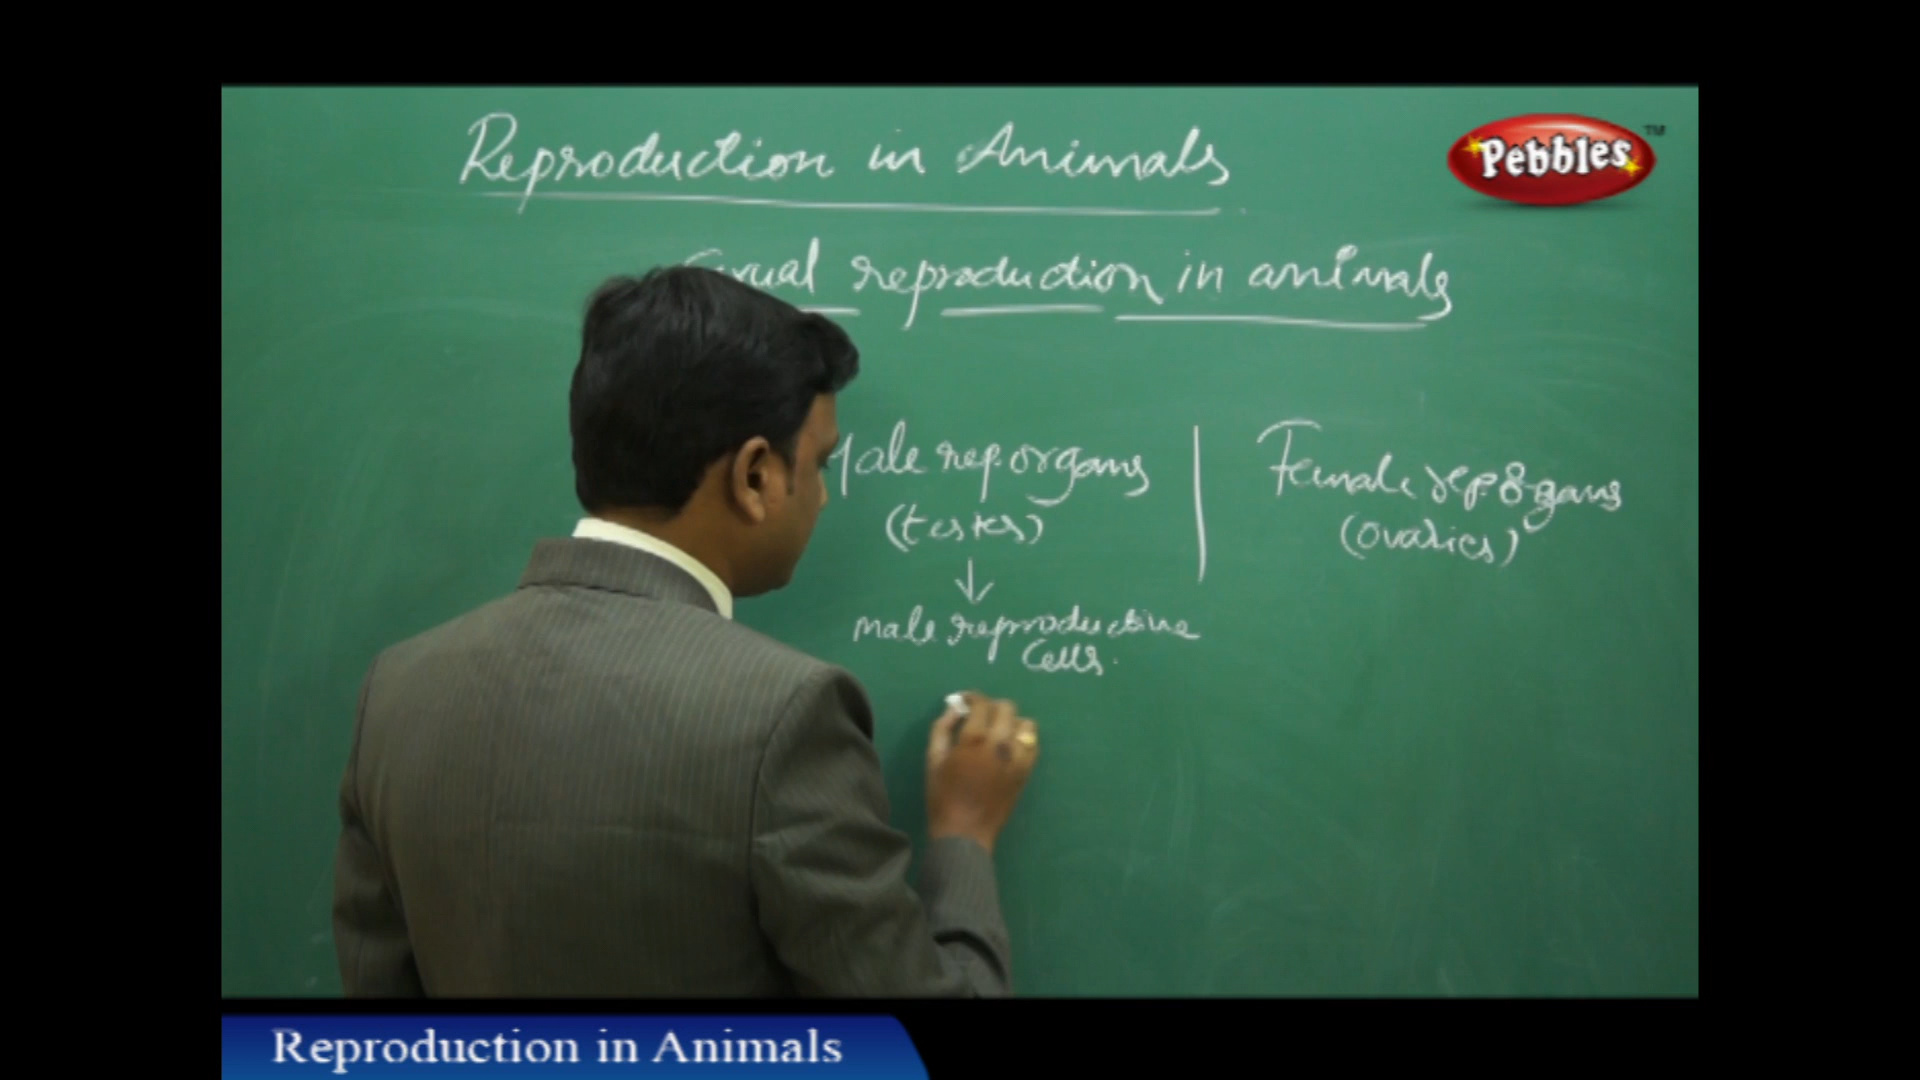 Reproduction in Animals
Pebbles TM
reproduction in animals
rep.organs
(testes)
Female rep.organs
(ovaries)
male reproductive
cells.
Reproduction in Animals